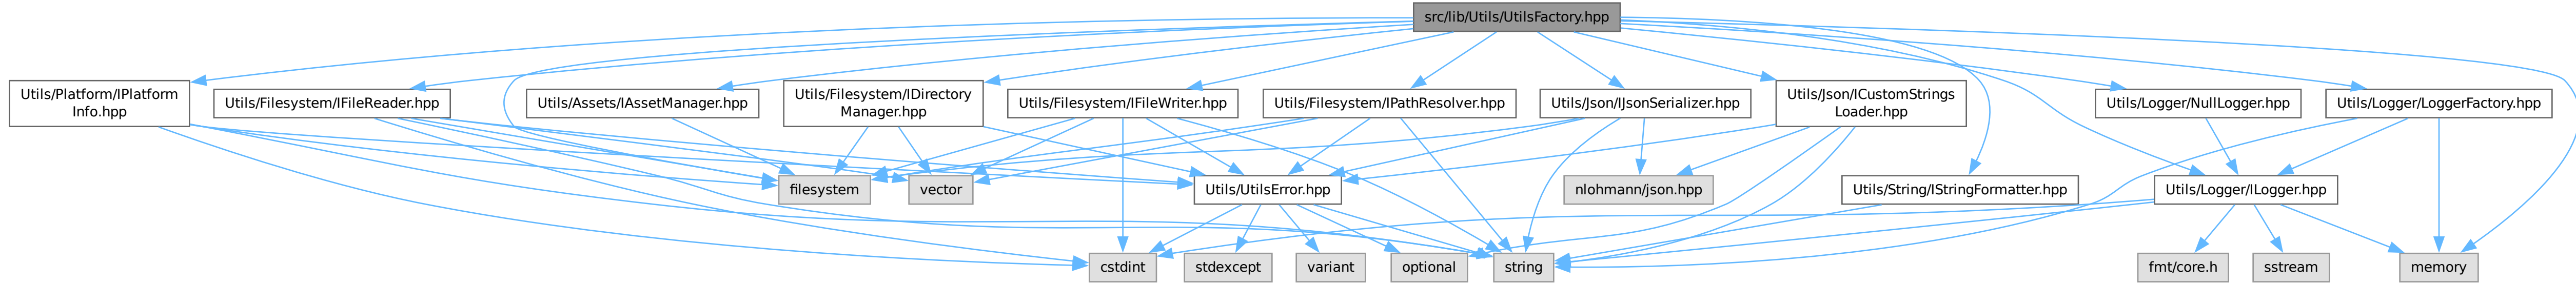 src/lib/Utils/UtilsFactory.hpp
Utils/Platform/IPlatform
Info.hpp
Utils/Filesystem/IFileReader.hpp
Utils/Assets/IAssetManager.hpp
Utils/Filesystem/IDirectory
Manager.hpp
Utils/Filesystem/IFileWriter.hpp
Utils/Filesystem/IPathResolver.hpp
Utils/Json/IJsonSerializer.hpp
Utils/Json/ICustomStrings
Loader.hpp
Utils/Logger/NullLogger.hpp
Utils/Logger/LoggerFactory.hpp
filesystem
vector
Utils/UtilsError.hpp
nlohmann/json.hpp
Utils/String/IStringFormatter.hpp
Utils/Logger/ILogger.hpp
cstdint
stdexcept
variant
optional
string
fmt/core.h
sstream
memory